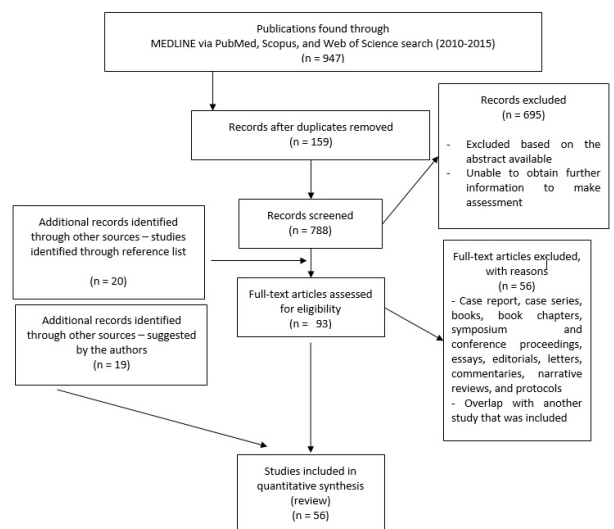 Publications found through
MEDLINE via PubMed, Scopus, and Web of Science search (2010-2015)
(n = 947)
Records after duplicates removed
(n = 159)
Records excluded
(n = 695)
- Excluded based on the
abstract available
- Unable to obtain further
information to make
assessment
Records screened
(n = 788)
Additional records identified
through other sources – studies
identified through reference list
(n = 20)
Full-text articles assessed
for eligibility
(n = 93)
Full-text articles excluded,
with reasons
(n = 56)
- Case report, case series,
books, book chapters,
symposium and
conference proceedings,
essays, editorials, letters,
commentaries, narrative
reviews, and protocols
- Overlap with another
study that was included
Additional records identified
through other sources – suggested
by the authors
(n = 19)
Studies included in
quantitative synthesis
(review)
(n = 56)